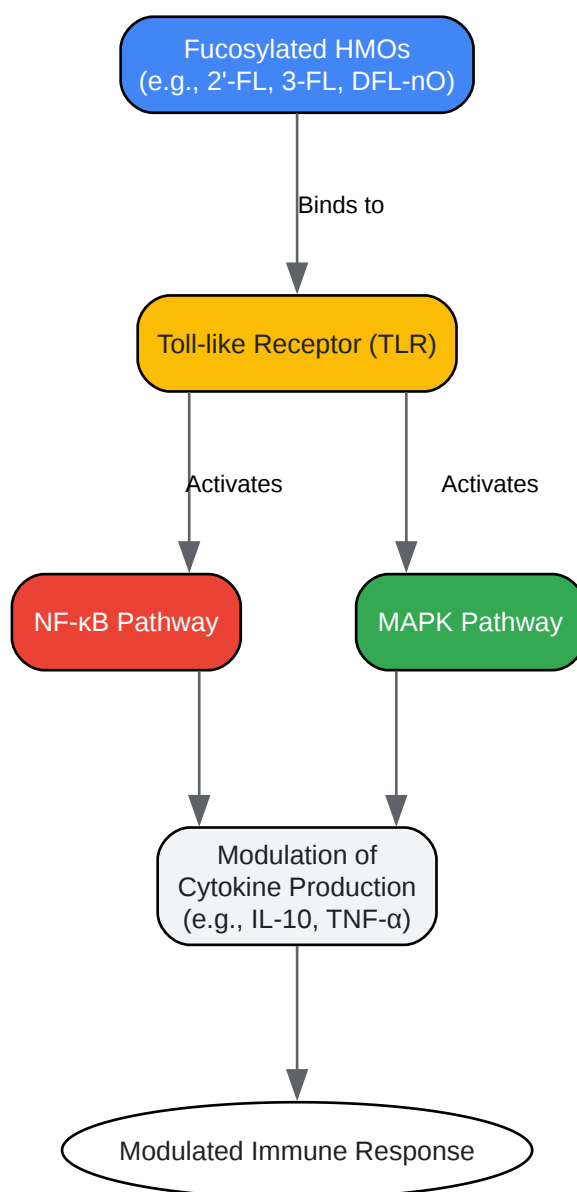 Fucosylated HMOs
(e.g., 2'-FL, 3-FL, DFL-nO)
Binds to
Toll-like Receptor (TLR)
Activates
Activates
NF-κB Pathway
MAPK Pathway
Modulation of
Cytokine Production
(e.g., IL-10, TNF-α)
Modulated Immune Response